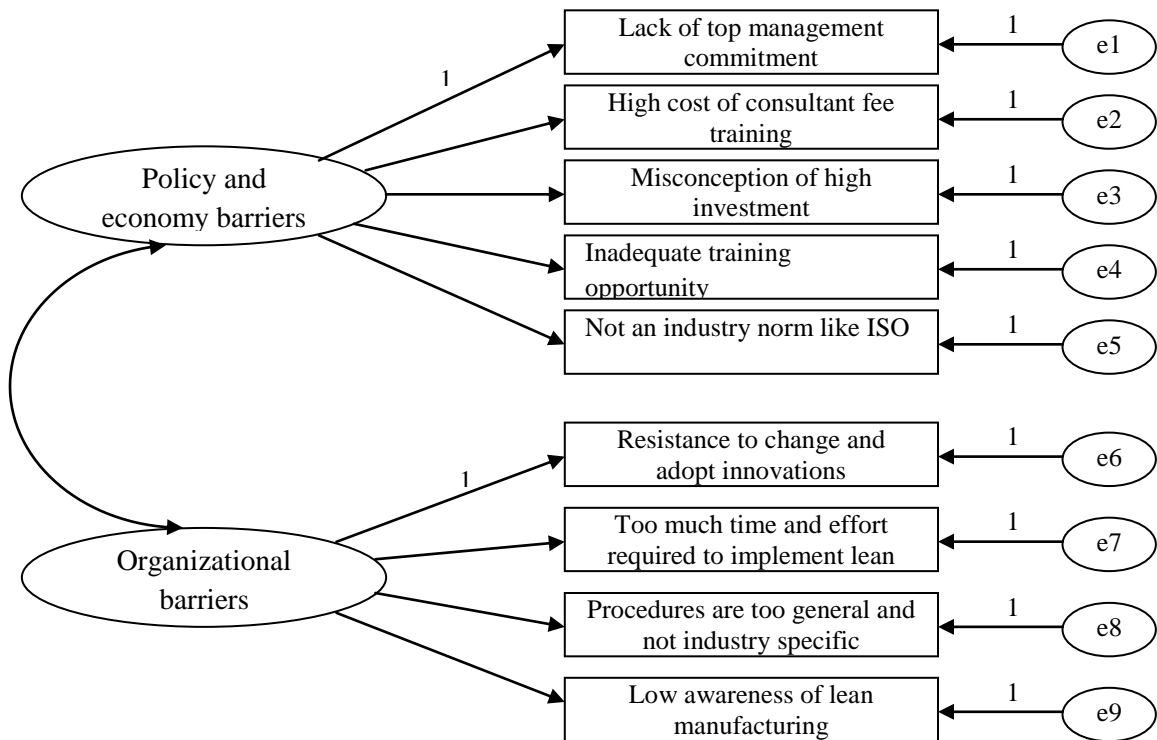 Lack of top management
commitment
1
e1
1
High cost of consultant fee
training
1
e2
Policy and
economy barriers
Misconception of high
investment
1
e3
Inadequate training
opportunity
1
e4
Not an industry norm like ISO
1
e5
Resistance to change and
adopt innovations
1
e6
1
Too much time and effort
required to implement lean
1
e7
Organizational
barriers
Procedures are too general and
not industry specific
1
e8
Low awareness of lean
manufacturing
1
e9